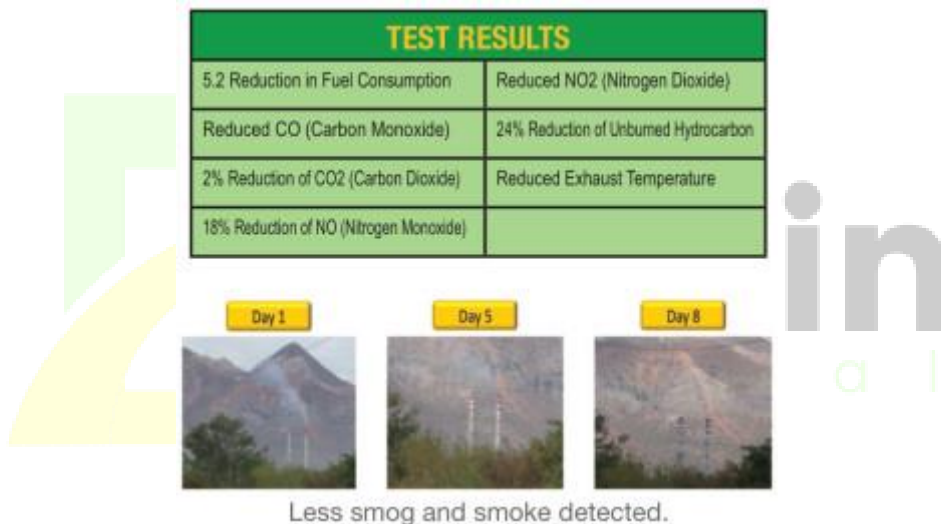 TEST RESULTS
5.2 Reduction in Fuel Consumption
Reduced NO2 (Nitrogen Dioxide)
Reduced CO (Carbon Monoxide)
24% Reduction of Unburned Hydrocarbon
2% Reduction of CO2 (Carbon Dioxide)
Reduced Exhaust Temperature
18% Reduction of NO (Nitrogen Monoxide)
in
a l
Day 1
Day 5
Day 8
Less smog and smoke detected.